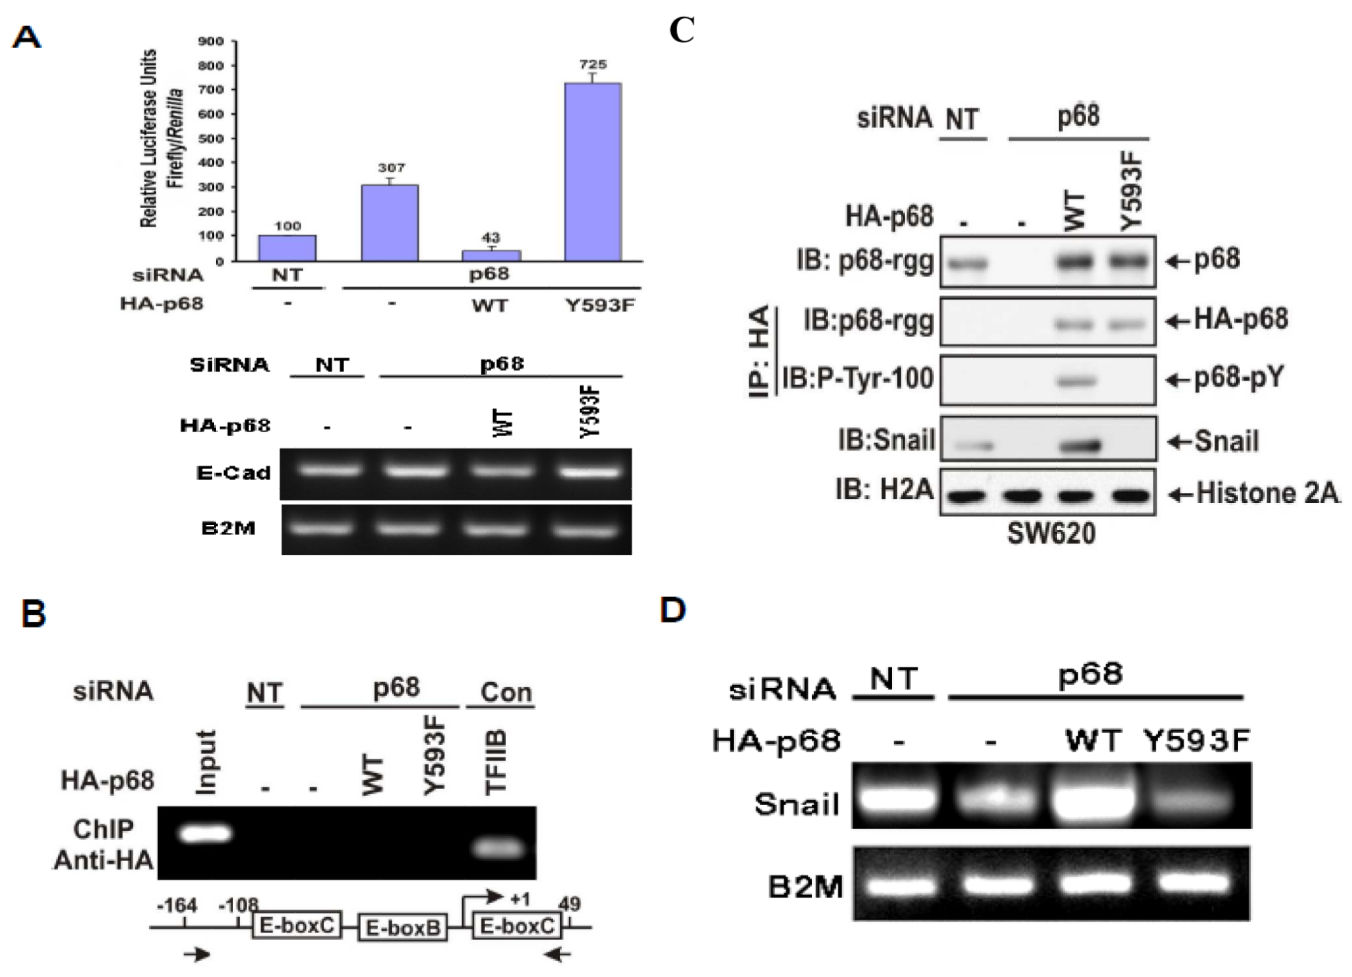 A
Relative Luciferase Units
Firefly/Renilla
900
800
700
600
500
400
300
200
100
0
100
307
43
725
siRNA NT p68
HA-p68 - - WT Y593F
SiRNA NT p68
HA-p68 - - WT Y593F
E-Cad
B2M
B
siRNA NT p68 Con
HA-p68 Input - - WT Y593F TFIIB
ChIP
Anti-HA
-164 -108 +1 49
E-boxC E-boxB E-boxC
C
siRNA NT p68
HA-p68 - - WT Y593F
IB: p68-rgg p68
IP: HA
IB:p68-rgg HA-p68
IB:P-Tyr-100 p68-pY
IB:Snail Snail
IB: H2A Histone 2A
SW620
D
siRNA NT p68
HA-p68 - - WT Y593F
Snail
B2M